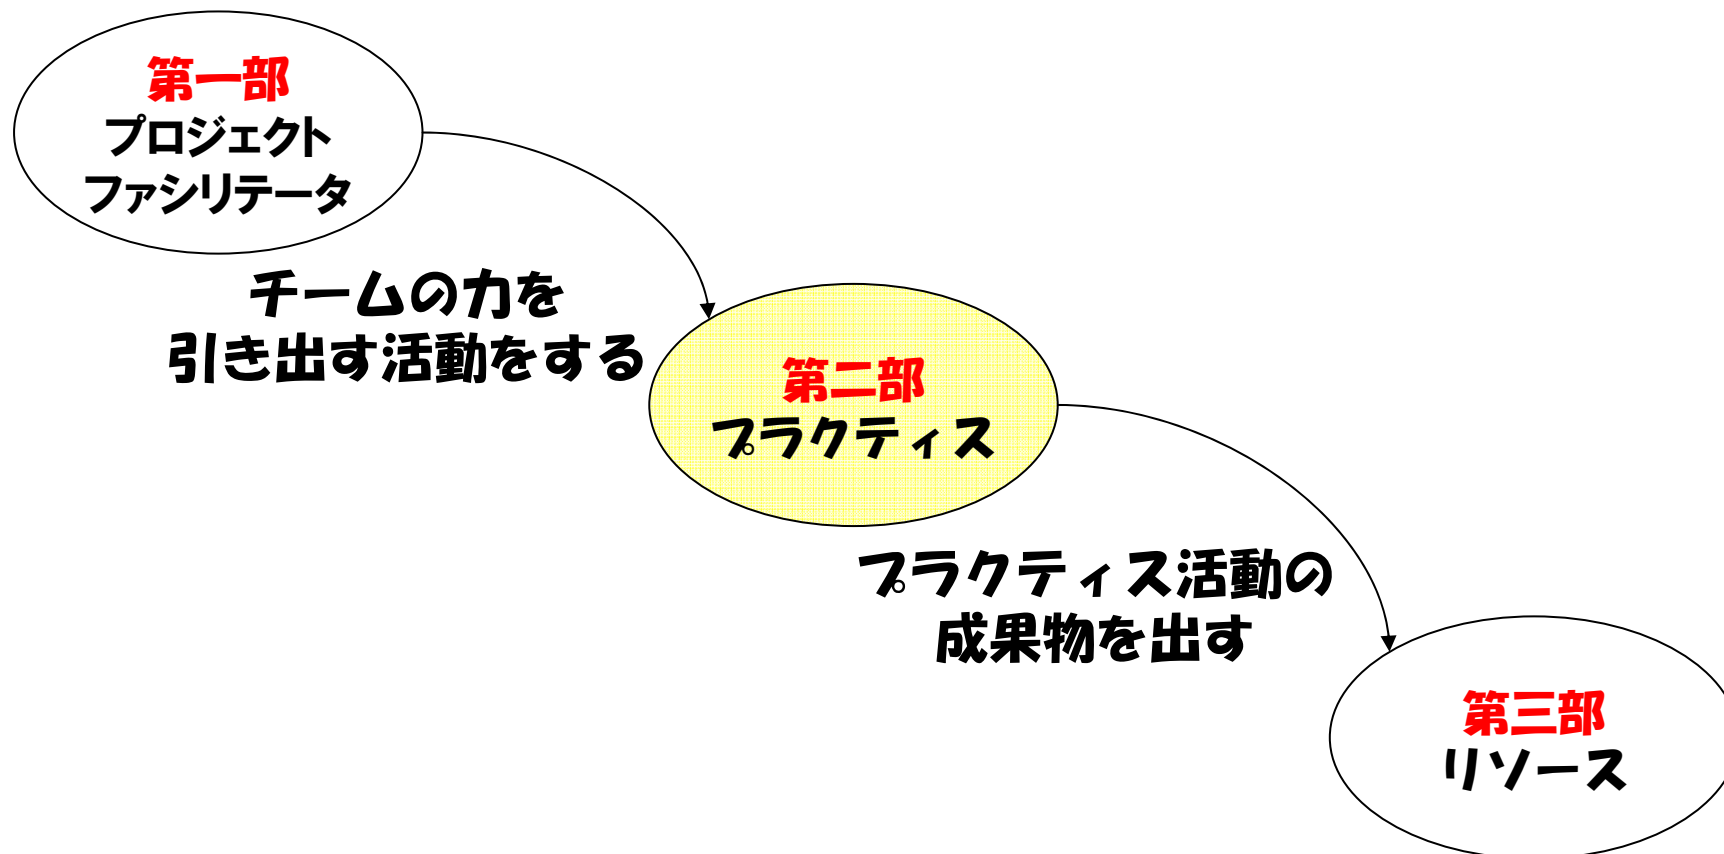 第一部
プロジェクト
ファシリテータ
チームの力を
引き出す活動をする
第二部
プラクティス
プラクティス活動の
成果物を出す
第三部
リソース